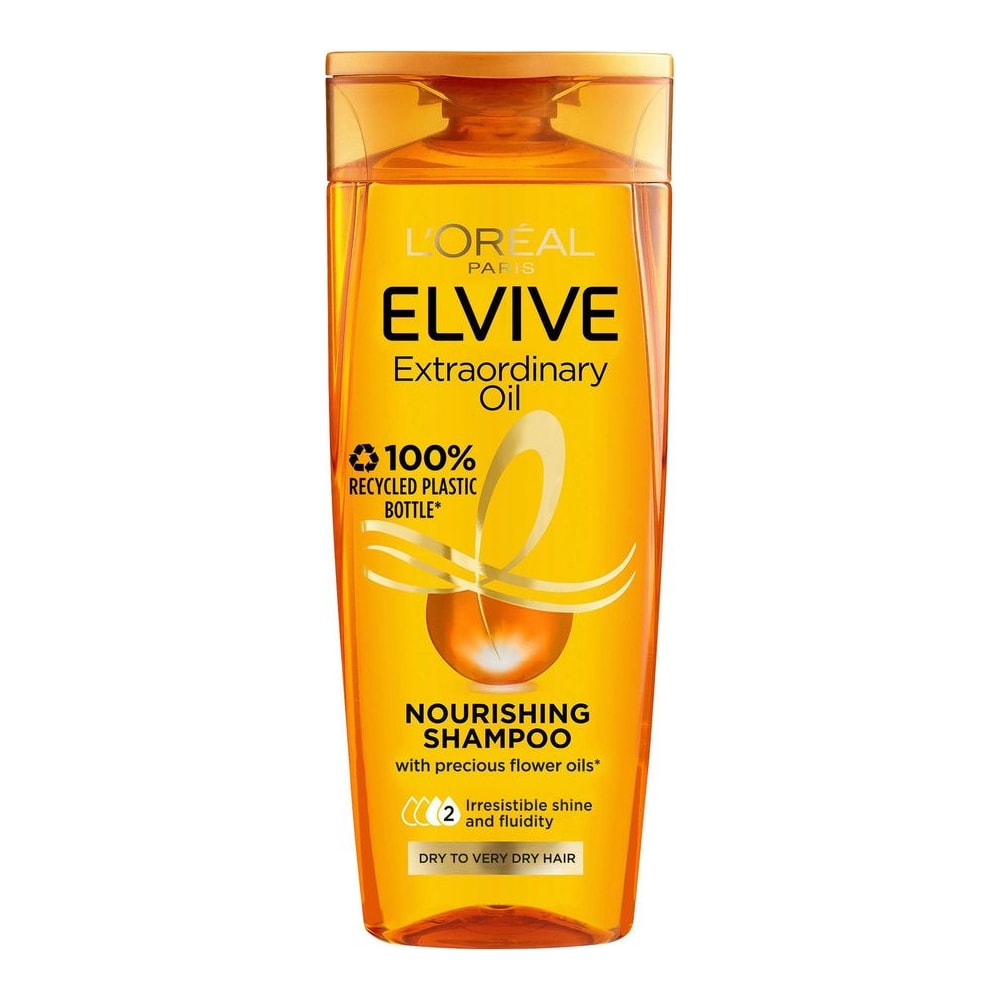 L'ORÉAL
PARIS
ELVIVE
Extraordinary
Oil
100%
RECYCLED PLASTIC
BOTTLE*
NOURISHING
SHAMPOO
with precious flower oils*
2
Irresistible shine
and fluidity
DRY TO VERY DRY HAIR